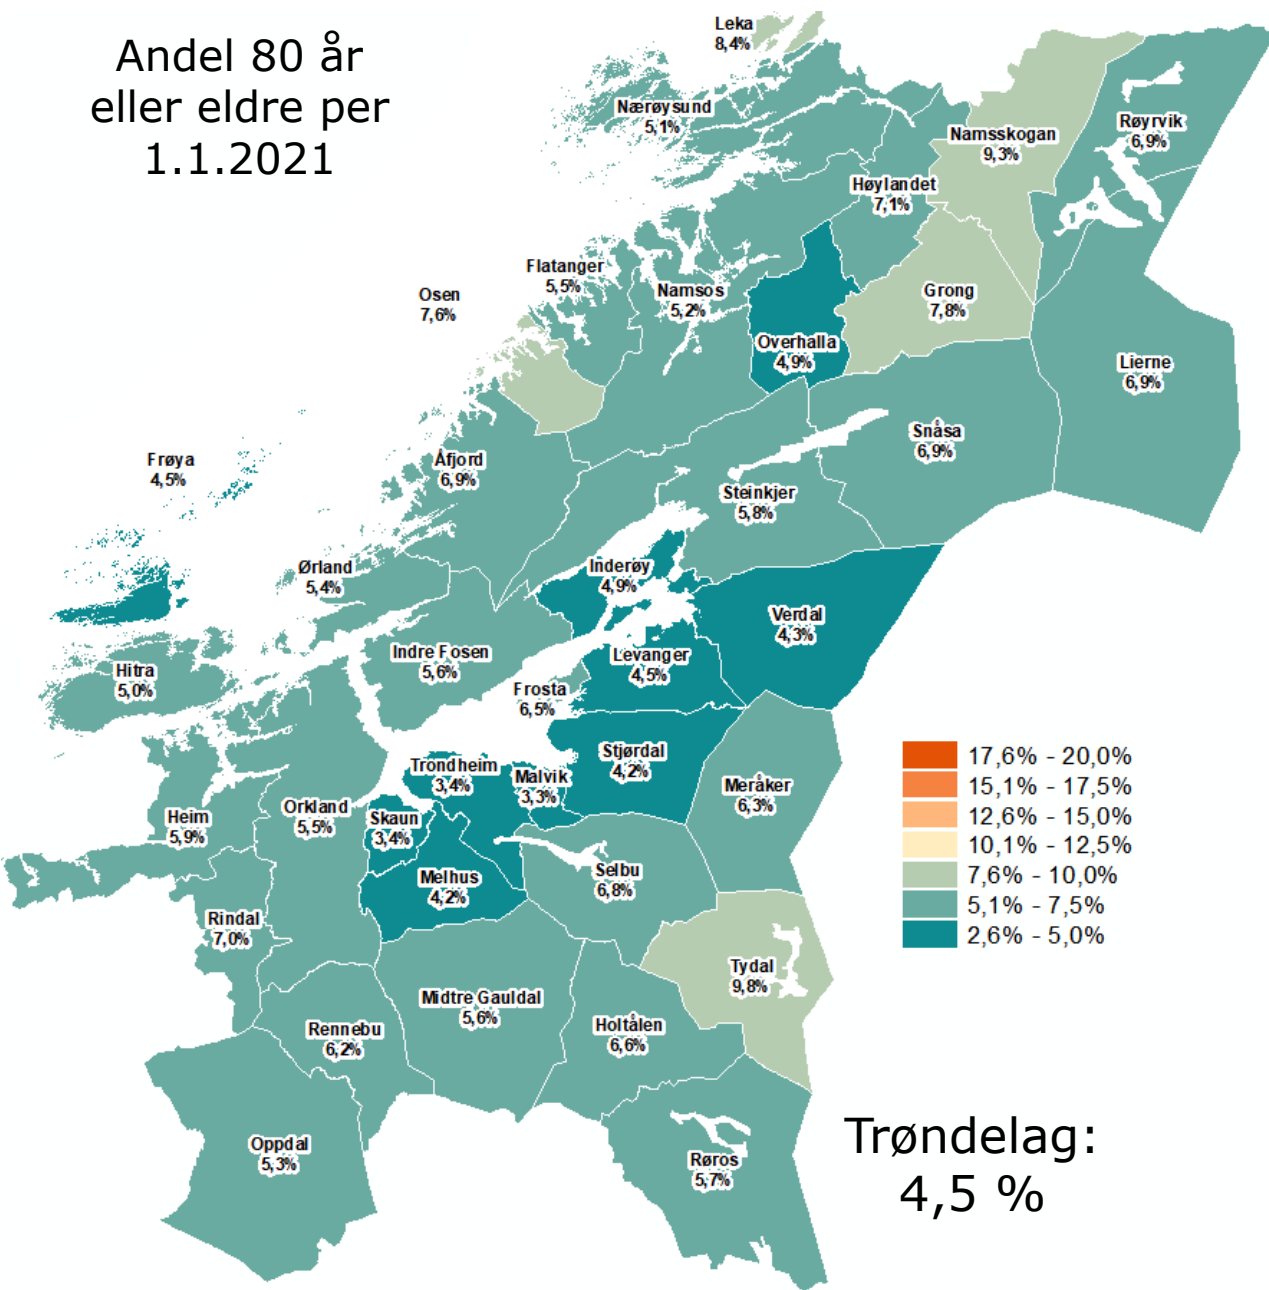 Andel 80 år
eller eldre per
1.1.2021
Leka
8,4%
Nærøysund
5,1%
Namsskogan
9,3%
Røyrvik
6,9%
Høylandet
7,1%
Flatanger
5,5%
Osen
7,6%
Namsos
5,2%
Grong
7,8%
Overhalla
4,9%
Lierne
6,9%
Snåsa
6,9%
Frøya
4,5%
Åfjord
6,9%
Steinkjer
5,8%
Ørland
5,4%
Inderøy
4,9%
Verdal
4,3%
Indre Fosen
5,6%
Levanger
4,5%
Hitra
5,0%
Frosta
6,5%
Stjørdal
4,2%
Trondheim
3,4%
Malvik
3,3%
Meråker
6,3%
Orkland
5,5%
Heim
5,9%
Skaun
3,4%
Selbu
6,8%
Melhus
4,2%
Rindal
7,0%
Tydal
9,8%
Midtre Gauldal
5,6%
Rennebu
6,2%
Holtålen
6,6%
Oppdal
5,3%
Røros
5,7%
17,6% - 20,0%
15,1% - 17,5%
12,6% - 15,0%
10,1% - 12,5%
7,6% - 10,0%
5,1% - 7,5%
2,6% - 5,0%
Trøndelag:
4,5 %